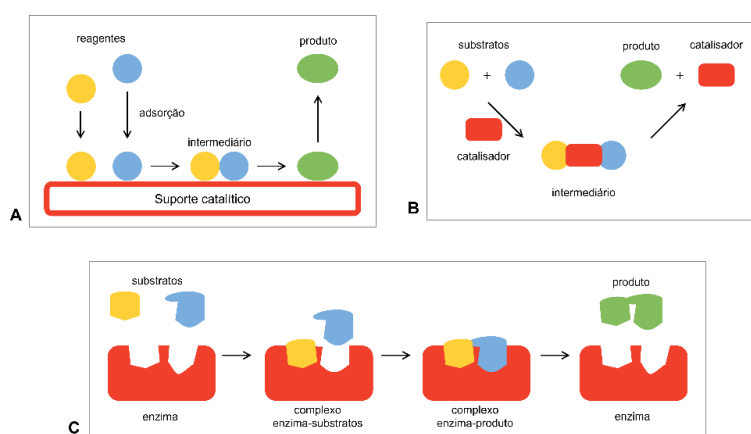 reagentes
produto
adsorção
intermediário
Suporte catalítico
A
substratos
produto
catalisador
+
+
catalisador
intermediário
B
substratos
produto
enzima
complexo
enzima-substratos
complexo
enzima-produto
enzima
C